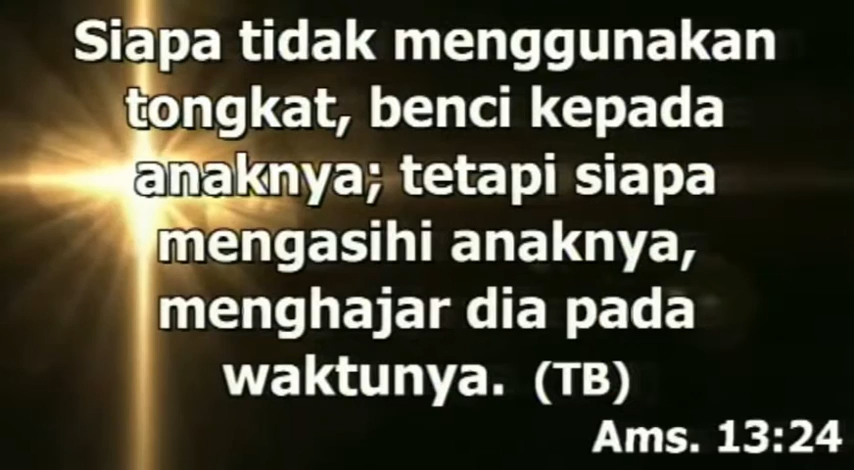 Siapa tidak menggunakan
tongkat, benci kepada
anaknya; tetapi siapa
mengasihi anaknya,
menghajar dia pada
waktunya. (TB)
Ams. 13:24